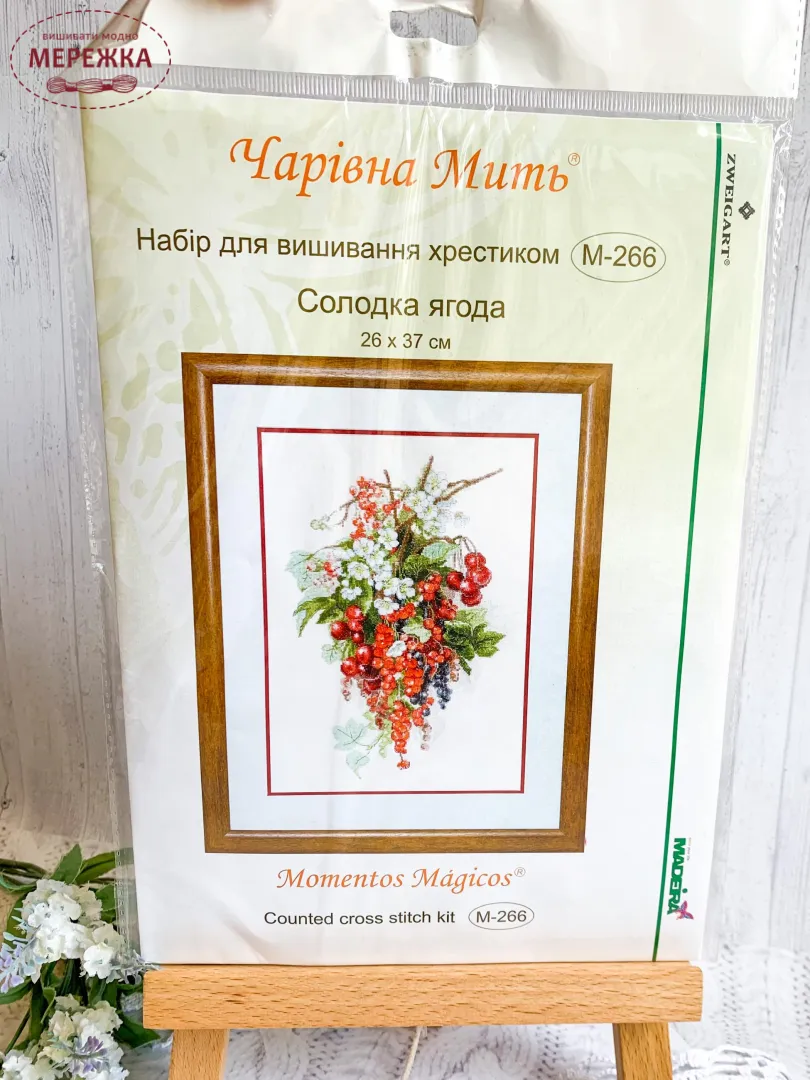 вишивати модно
МЕРЕЖКА
Чарівна Мить®
ZWEIGART®
Набір для вишивання хрестиком M-266
Солодка ягода
26 х 37 см
Momentos Mágicos®
Counted cross stitch kit M-266
MADEIRA